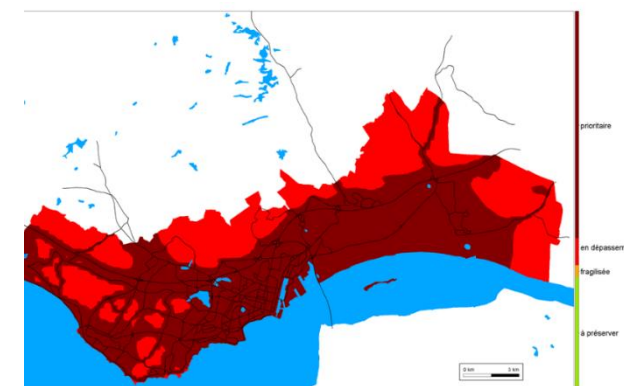 prioritaire
en dépassem
fragilisée
à préserver
0 km 3 km